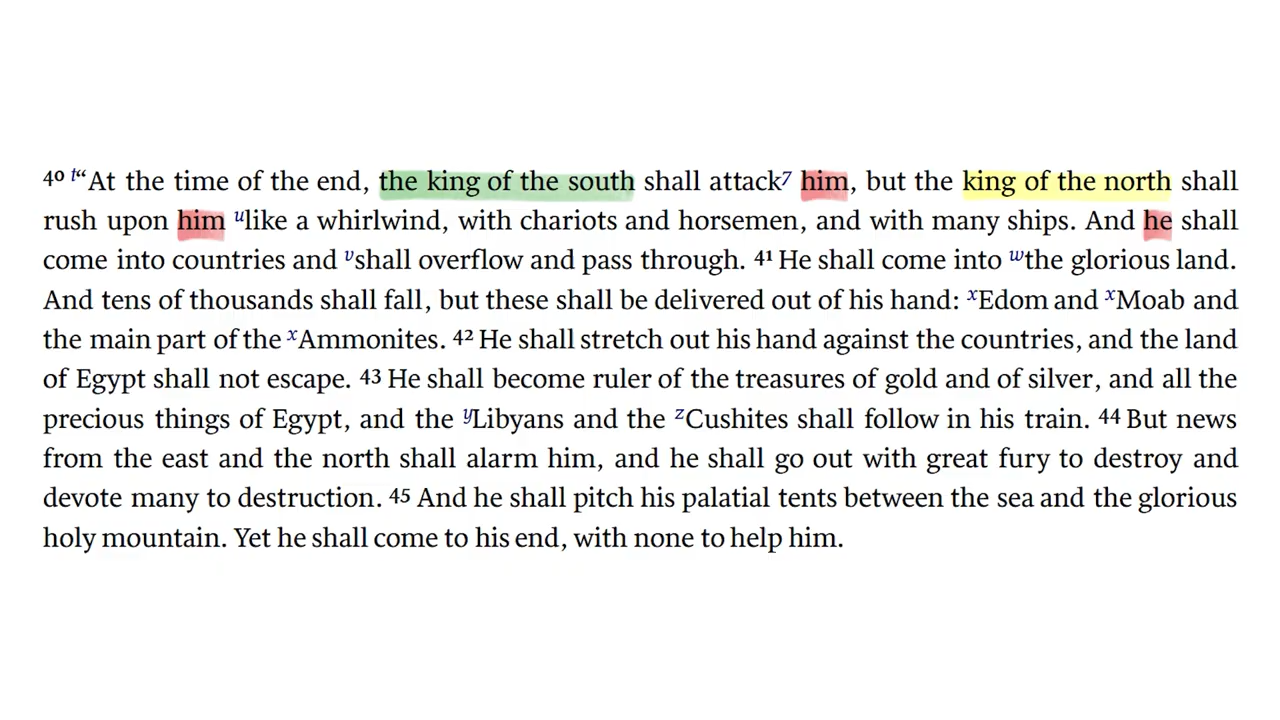 40 t“At the time of the end, the king of the south shall attack7 him, but the king of the north shall
rush upon him ulike a whirlwind, with chariots and horsemen, and with many ships. And he shall
come into countries and vshall overflow and pass through. 41 He shall come into wthe glorious land.
And tens of thousands shall fall, but these shall be delivered out of his hand: xEdom and xMoab and
the main part of the xAmmonites. 42 He shall stretch out his hand against the countries, and the land
of Egypt shall not escape. 43 He shall become ruler of the treasures of gold and of silver, and all the
precious things of Egypt, and the yLibyans and the zCushites shall follow in his train. 44 But news
from the east and the north shall alarm him, and he shall go out with great fury to destroy and
devote many to destruction. 45 And he shall pitch his palatial tents between the sea and the glorious
holy mountain. Yet he shall come to his end, with none to help him.